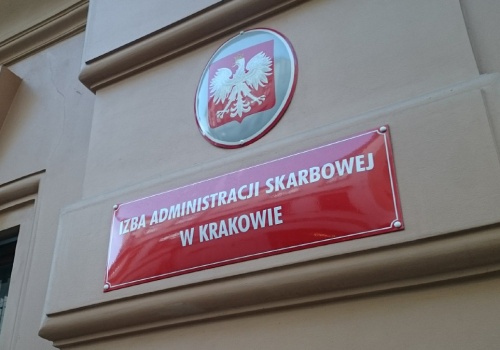 IZBA ADMINISTRACJI SKARBOWEJ
W KRAKOWIE